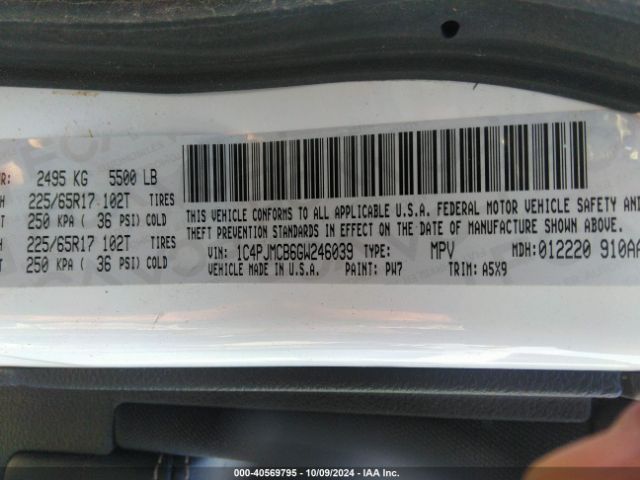 R: 2495 KG 5500 LB
H 225/65R17 102T TIRES
T 250 KPA ( 36 PSI) COLD
H 225/65R17 102T TIRES
T 250 KPA ( 36 PSI) COLD
THIS VEHICLE CONFORMS TO ALL APPLICABLE U.S.A. FEDERAL MOTOR VEHICLE SAFETY AND
THEFT PREVENTION STANDARDS IN EFFECT ON THE DATE OF MANUFACTURE SHOWN ABOVE.
VIN: 1C4PJMCB6GW246039 TYPE: MPV MDH: 012220 910AA
VEHICLE MADE IN U.S.A. PAINT: PW7 TRIM: A5X9
000-40569795 - 10/09/2024 - IAA Inc.